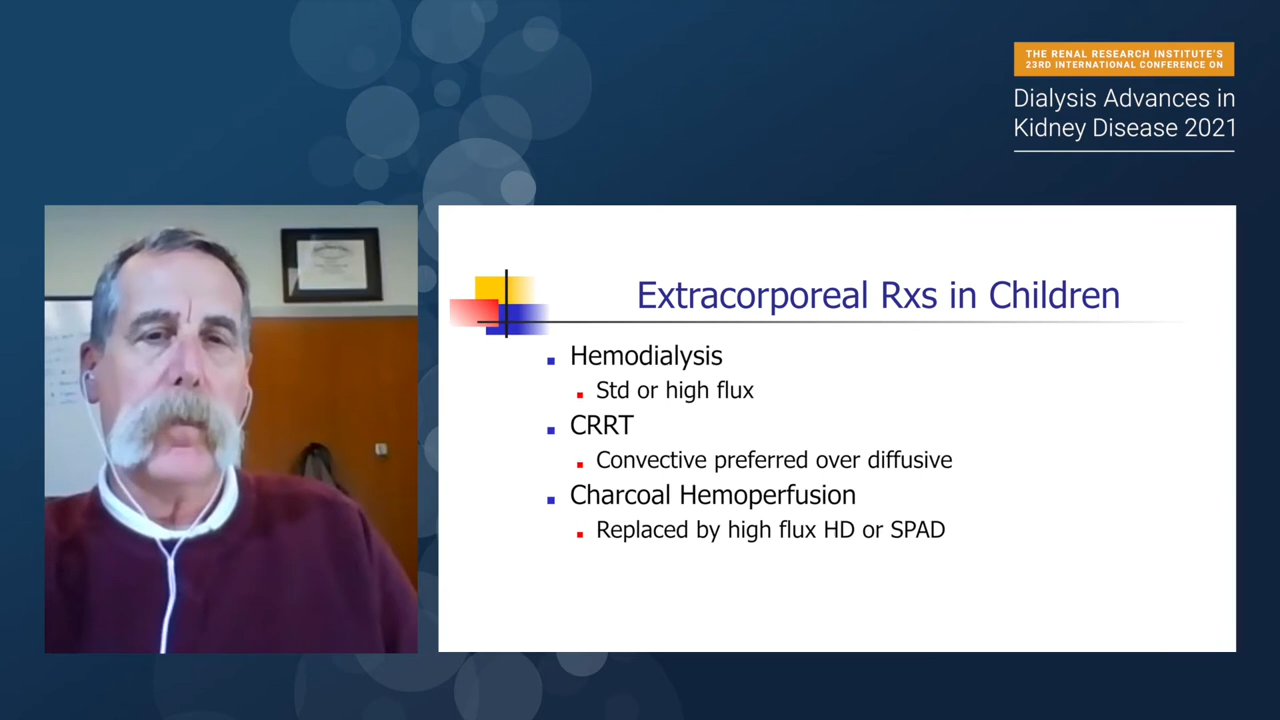 THE RENAL RESEARCH INSTITUTE'S
23RD INTERNATIONAL CONFERENCE ON
Dialysis Advances in
Kidney Disease 2021
Extracorporeal Rxs in Children
Hemodialysis
Std or high flux
CRRT
Convective preferred over diffusive
Charcoal Hemoperfusion
Replaced by high flux HD or SPAD